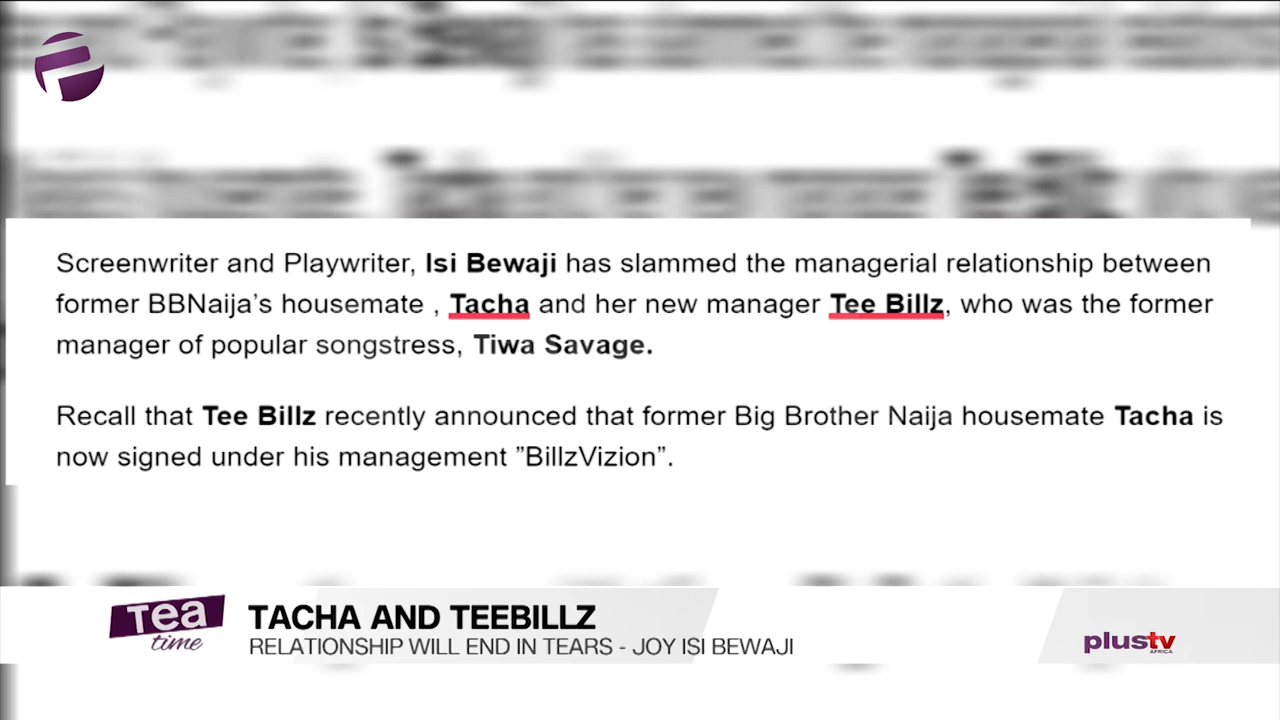 Screenwriter and Playwriter, Isi Bewaji has slammed the managerial relationship between
former BBNaija's housemate , Tacha and her new manager Tee Billz, who was the former
manager of popular songstress, Tiwa Savage.
Recall that Tee Billz recently announced that former Big Brother Naija housemate Tacha is
now signed under his management ”BillzVizion”.
Tea
time
TACHA AND TEEBILLZ
RELATIONSHIP WILL END IN TEARS - JOY ISI BEWAJI
plustv
AFRICA